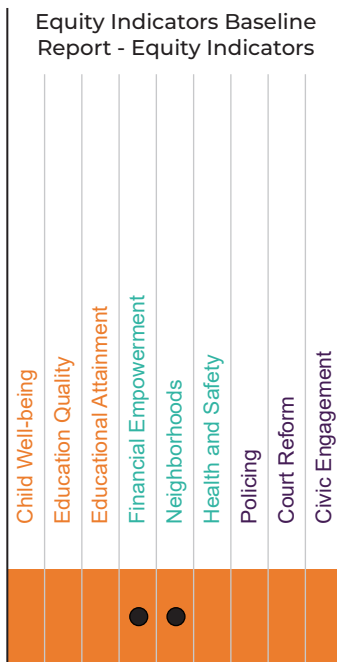 Equity Indicators Baseline
Report - Equity Indicators
Child Well-being
Education Quality
Educational Attainment
Financial Empowerment
Neighborhoods
Health and Safety
Policing
Court Reform
Civic Engagement